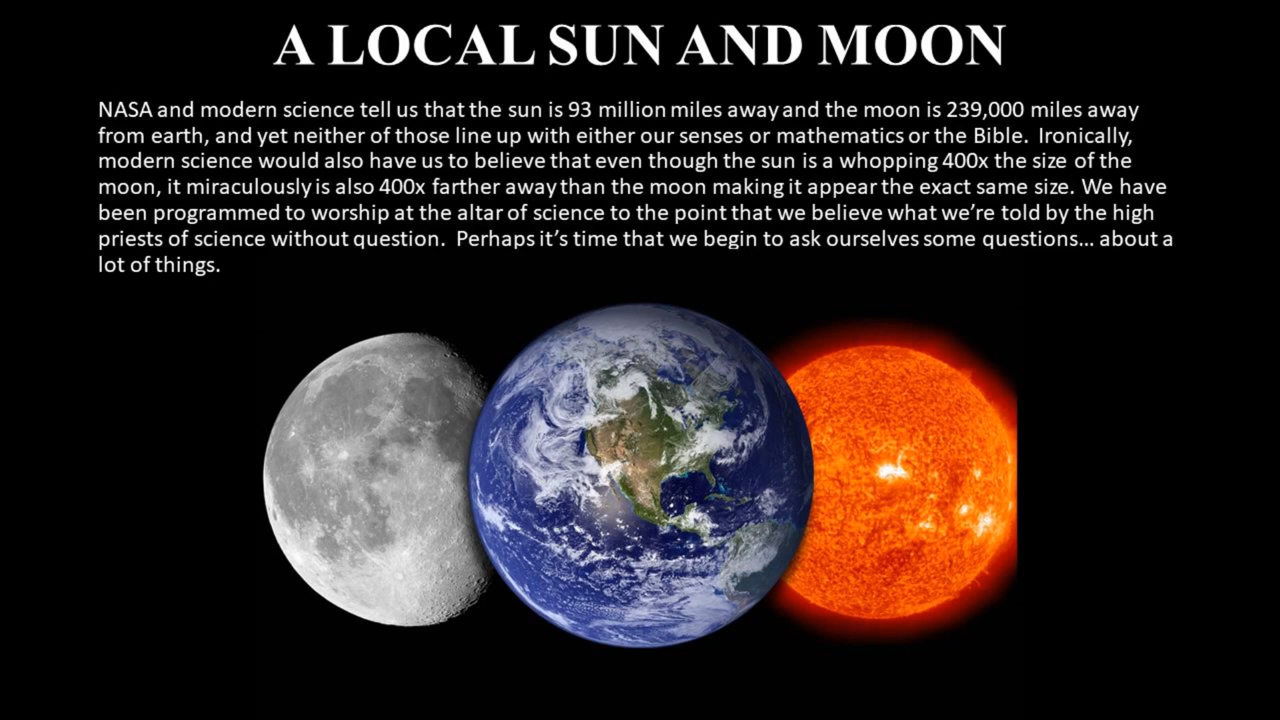 A LOCAL SUN AND MOON
NASA and modern science tell us that the sun is 93 million miles away and the moon is 239,000 miles away
from earth, and yet neither of those line up with either our senses or mathematics or the Bible.  Ironically,
modern science would also have us to believe that even though the sun is a whopping 400x the size of the
moon, it miraculously is also 400x farther away than the moon making it appear the exact same size. We have
been programmed to worship at the altar of science to the point that we believe what we’re told by the high
priests of science without question.  Perhaps it’s time that we begin to ask ourselves some questions… about a
lot of things.